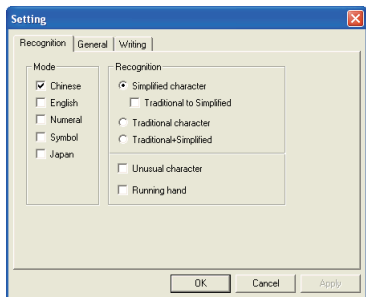 Setting
Recognition General Writing
Mode
Chinese
English
Numeral
Symbol
Japan
Recognition
Simplified character
Traditional to Simplified
Traditional character
Traditional+Simplified
Unusual character
Running hand
OK Cancel Apply